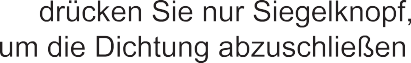 drücken Sie nur Siegelknopf,
um die Dichtung abzuschließen